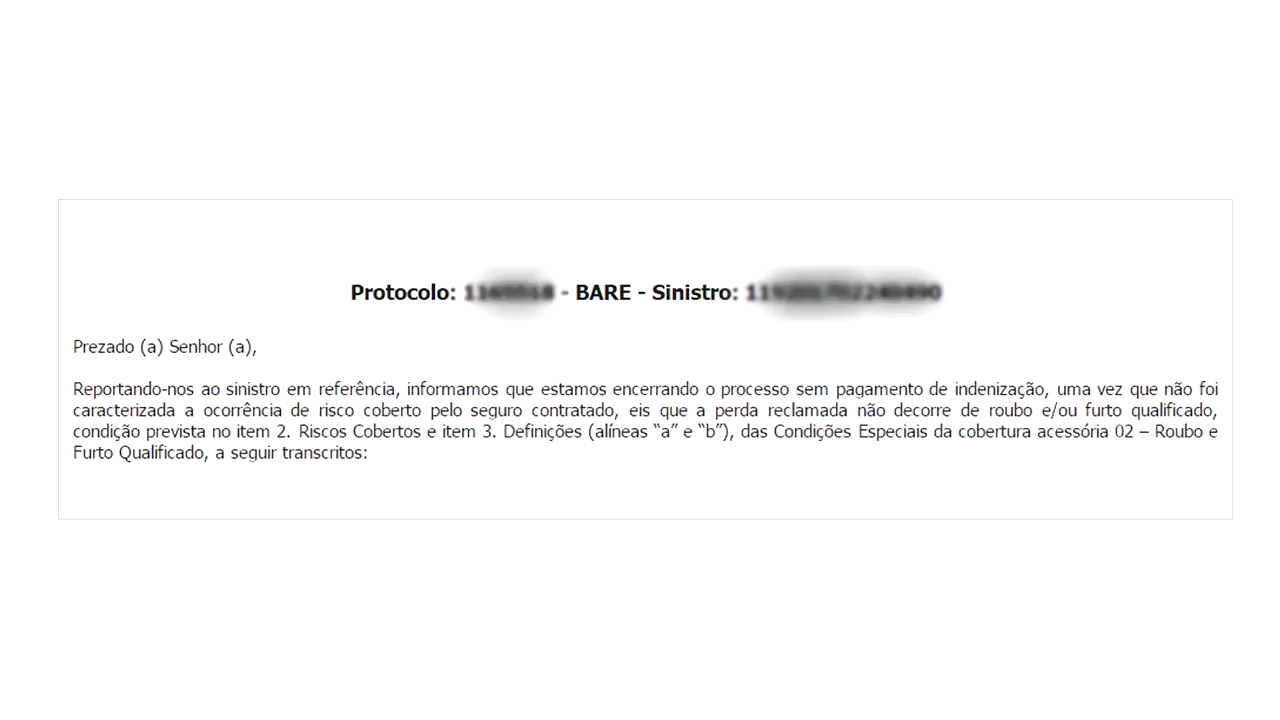 Protocolo: - BARE - Sinistro:
Prezado (a) Senhor (a),
Reportando-nos ao sinistro em referência, informamos que estamos encerrando o processo sem pagamento de indenização, uma vez que não foi
caracterizada a ocorrência de risco coberto pelo seguro contratado, eis que a perda reclamada não decorre de roubo e/ou furto qualificado,
condição prevista no item 2. Riscos Cobertos e item 3. Definições (alíneas “a” e “b”), das Condições Especiais da cobertura acessória 02 – Roubo e
Furto Qualificado, a seguir transcritos: